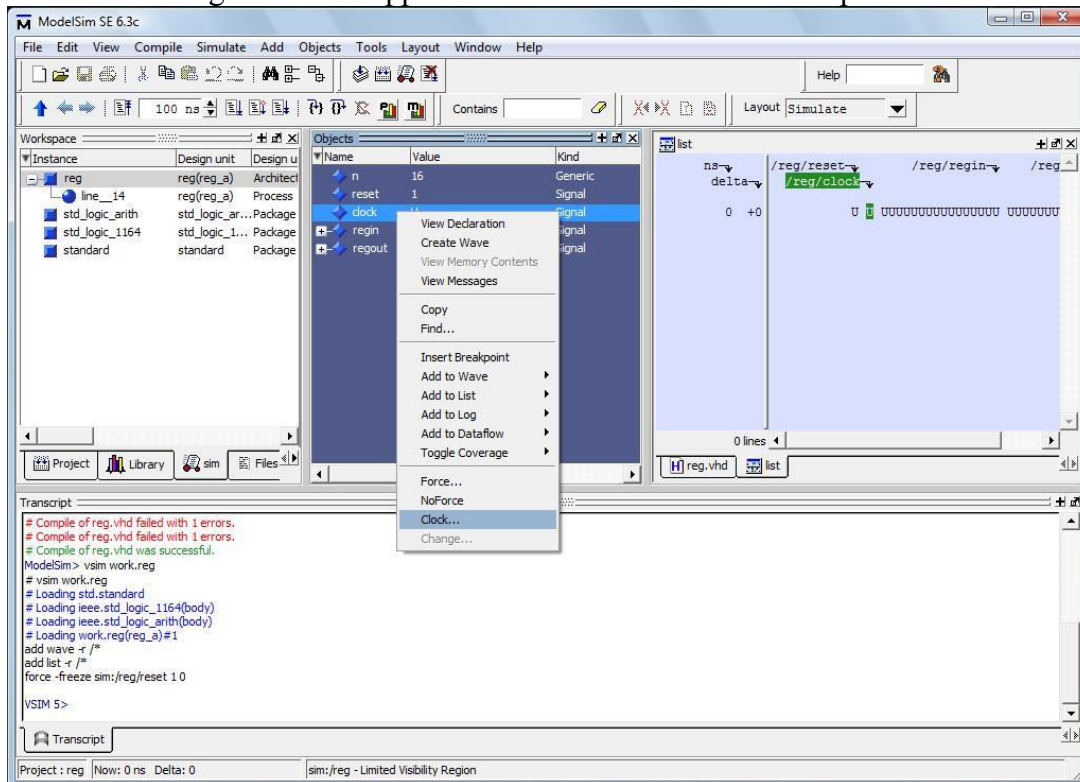 ModelSim SE 6.3c
File Edit View Compile Simulate Add Objects Tools Layout Window Help
Help
100 ns Contains Layout Simulate
Workspace
Instance Design unit Design u
reg reg(reg_a) Architect
line__14 reg(reg_a) Process
std_logic_arith std_logic_ar... Package
std_logic_1164 std_logic_1... Package
standard standard Package
Project Library sim Files
Objects
Name Value Kind
n 16 Generic
reset 1 Signal
clock Signal
regin ignal
regout ignal
View Declaration
Create Wave
View Memory Contents
View Messages
Copy
Find...
Insert Breakpoint
Add to Wave
Add to List
Add to Log
Add to Dataflow
Toggle Coverage
Force...
NoForce
Clock...
Change...
list
ns /reg/reset /reg/regin /reg
delta /reg/clock
0 +0 U U UUUUUUUUUUUUUUUU UUUUUUU
0 lines
reg.vhd list
Transcript
# Compile of reg.vhd failed with 1 errors.
# Compile of reg.vhd failed with 1 errors.
# Compile of reg.vhd was successful.
ModelSim> vsim work.reg
# vsim work.reg
# Loading std.standard
# Loading ieee.std_logic_1164(body)
# Loading ieee.std_logic_arith(body)
# Loading work.reg(reg_a)#1
add wave -r /*
add list -r /*
force -freeze sim:/reg/reset 1 0
VSIM 5>
Transcript
Project : reg Now: 0 ns Delta: 0 sim:/reg - Limited Visibility Region